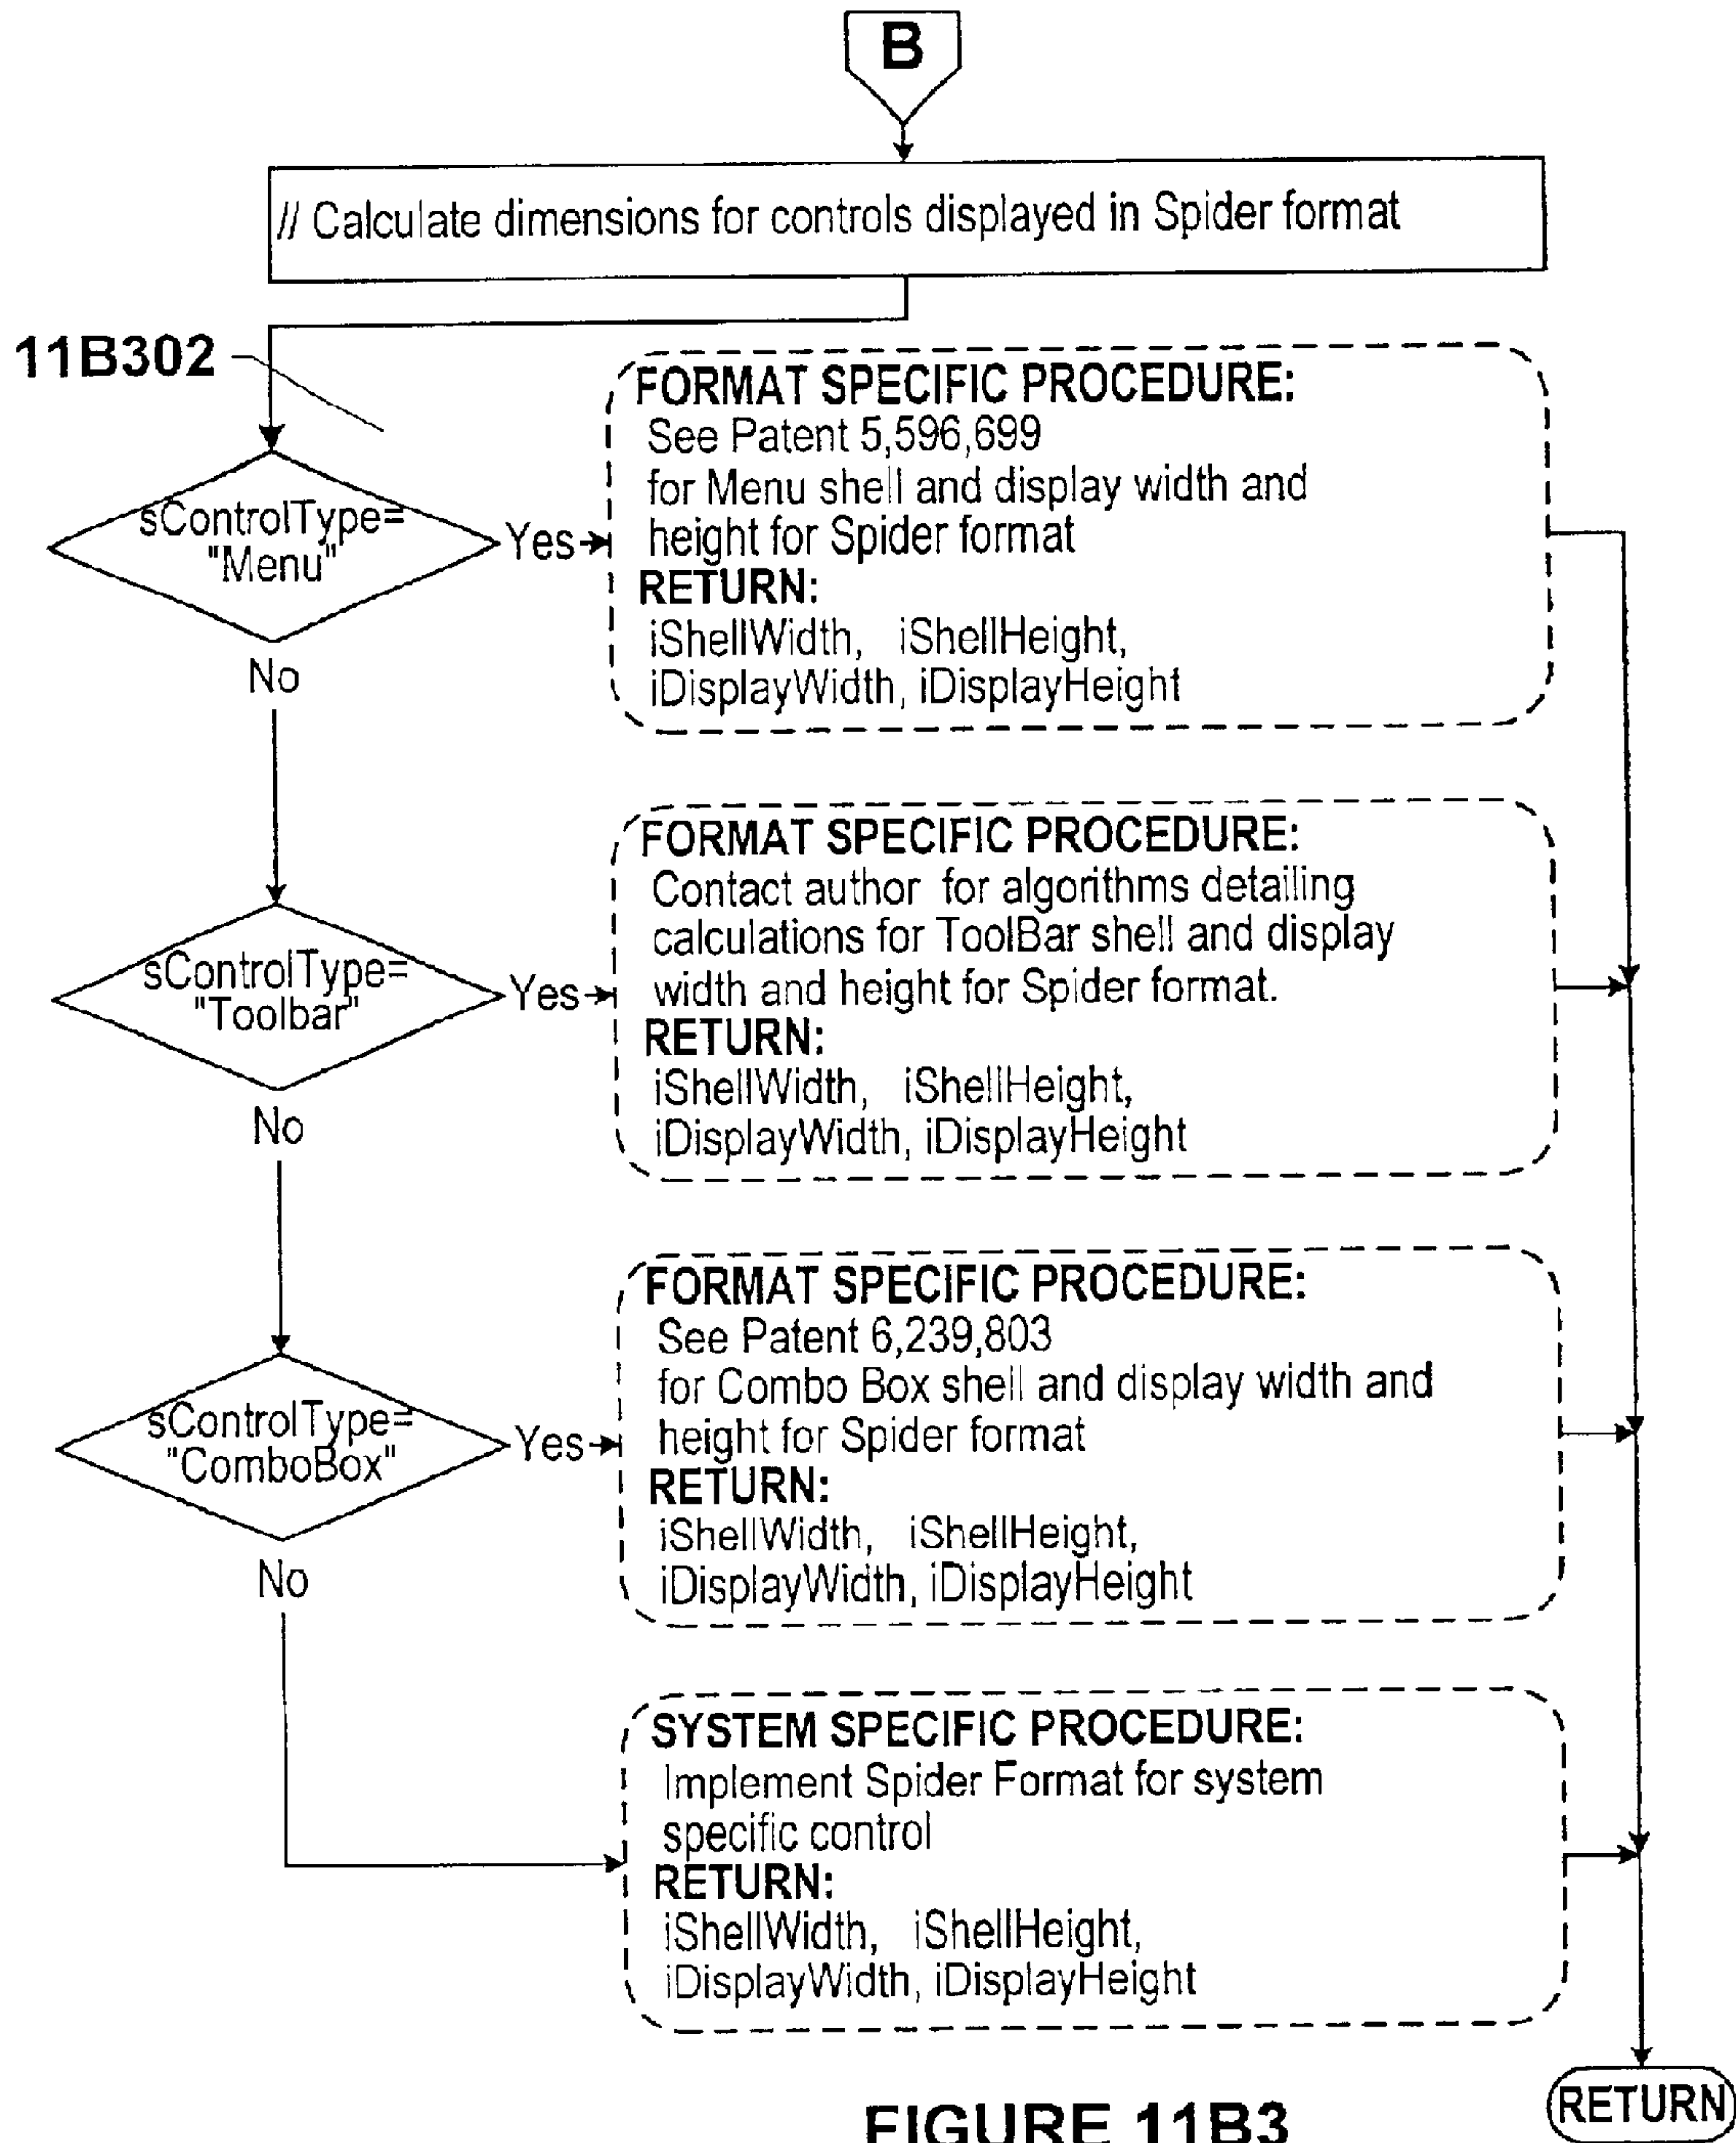 B
// Calculate dimensions for controls displayed in Spider format
11B302
sControlType=
"Menu"
Yes
No
FORMAT SPECIFIC PROCEDURE:
See Patent 5,596,699
for Menu shell and display width and
height for Spider format
RETURN:
iShellWidth, iShellHeight,
iDisplayWidth, iDisplayHeight
sControlType=
"Toolbar"
Yes
No
FORMAT SPECIFIC PROCEDURE:
Contact author for algorithms detailing
calculations for ToolBar shell and display
width and height for Spider format.
RETURN:
iShellWidth, iShellHeight,
iDisplayWidth, iDisplayHeight
sControlType=
"ComboBox"
Yes
No
FORMAT SPECIFIC PROCEDURE:
See Patent 6,239,803
for Combo Box shell and display width and
height for Spider format
RETURN:
iShellWidth, iShellHeight,
iDisplayWidth, iDisplayHeight
SYSTEM SPECIFIC PROCEDURE:
Implement Spider Format for system
specific control
RETURN:
iShellWidth, iShellHeight,
iDisplayWidth, iDisplayHeight
RETURN
FIGURE 11B3